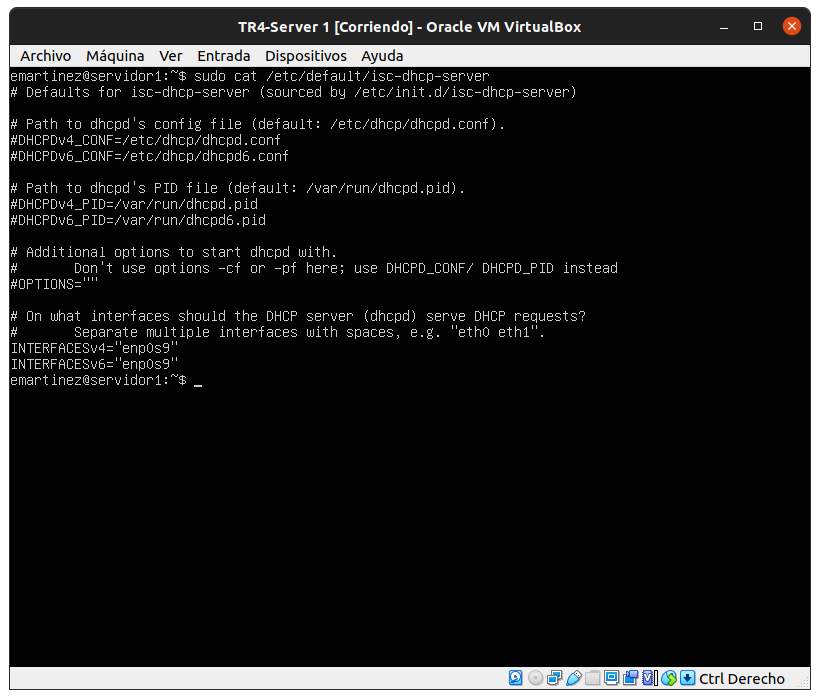 TR4-Server 1 [Corriendo] - Oracle VM VirtualBox
Archivo Máquina Ver Entrada Dispositivos Ayuda
emartinez@servidor1:~$ sudo cat /etc/default/isc-dhcp-server
# Defaults for isc-dhcp-server (sourced by /etc/init.d/isc-dhcp-server)
# Path to dhcpd's config file (default: /etc/dhcp/dhcpd.conf).
#DHCPDv4_CONF=/etc/dhcp/dhcpd.conf
#DHCPDv6_CONF=/etc/dhcp/dhcpd6.conf
# Path to dhcpd's PID file (default: /var/run/dhcpd.pid).
#DHCPDv4_PID=/var/run/dhcpd.pid
#DHCPDv6_PID=/var/run/dhcpd6.pid
# Additional options to start dhcpd with.
#       Don't use options -cf or -pf here; use DHCPD_CONF/ DHCPD_PID instead
#OPTIONS=""
# On what interfaces should the DHCP server (dhcpd) serve DHCP requests?
#       Separate multiple interfaces with spaces, e.g. "eth0 eth1".
INTERFACESv4="enp0s9"
INTERFACESv6="enp0s9"
emartinez@servidor1:~$ _
Ctrl Derecho